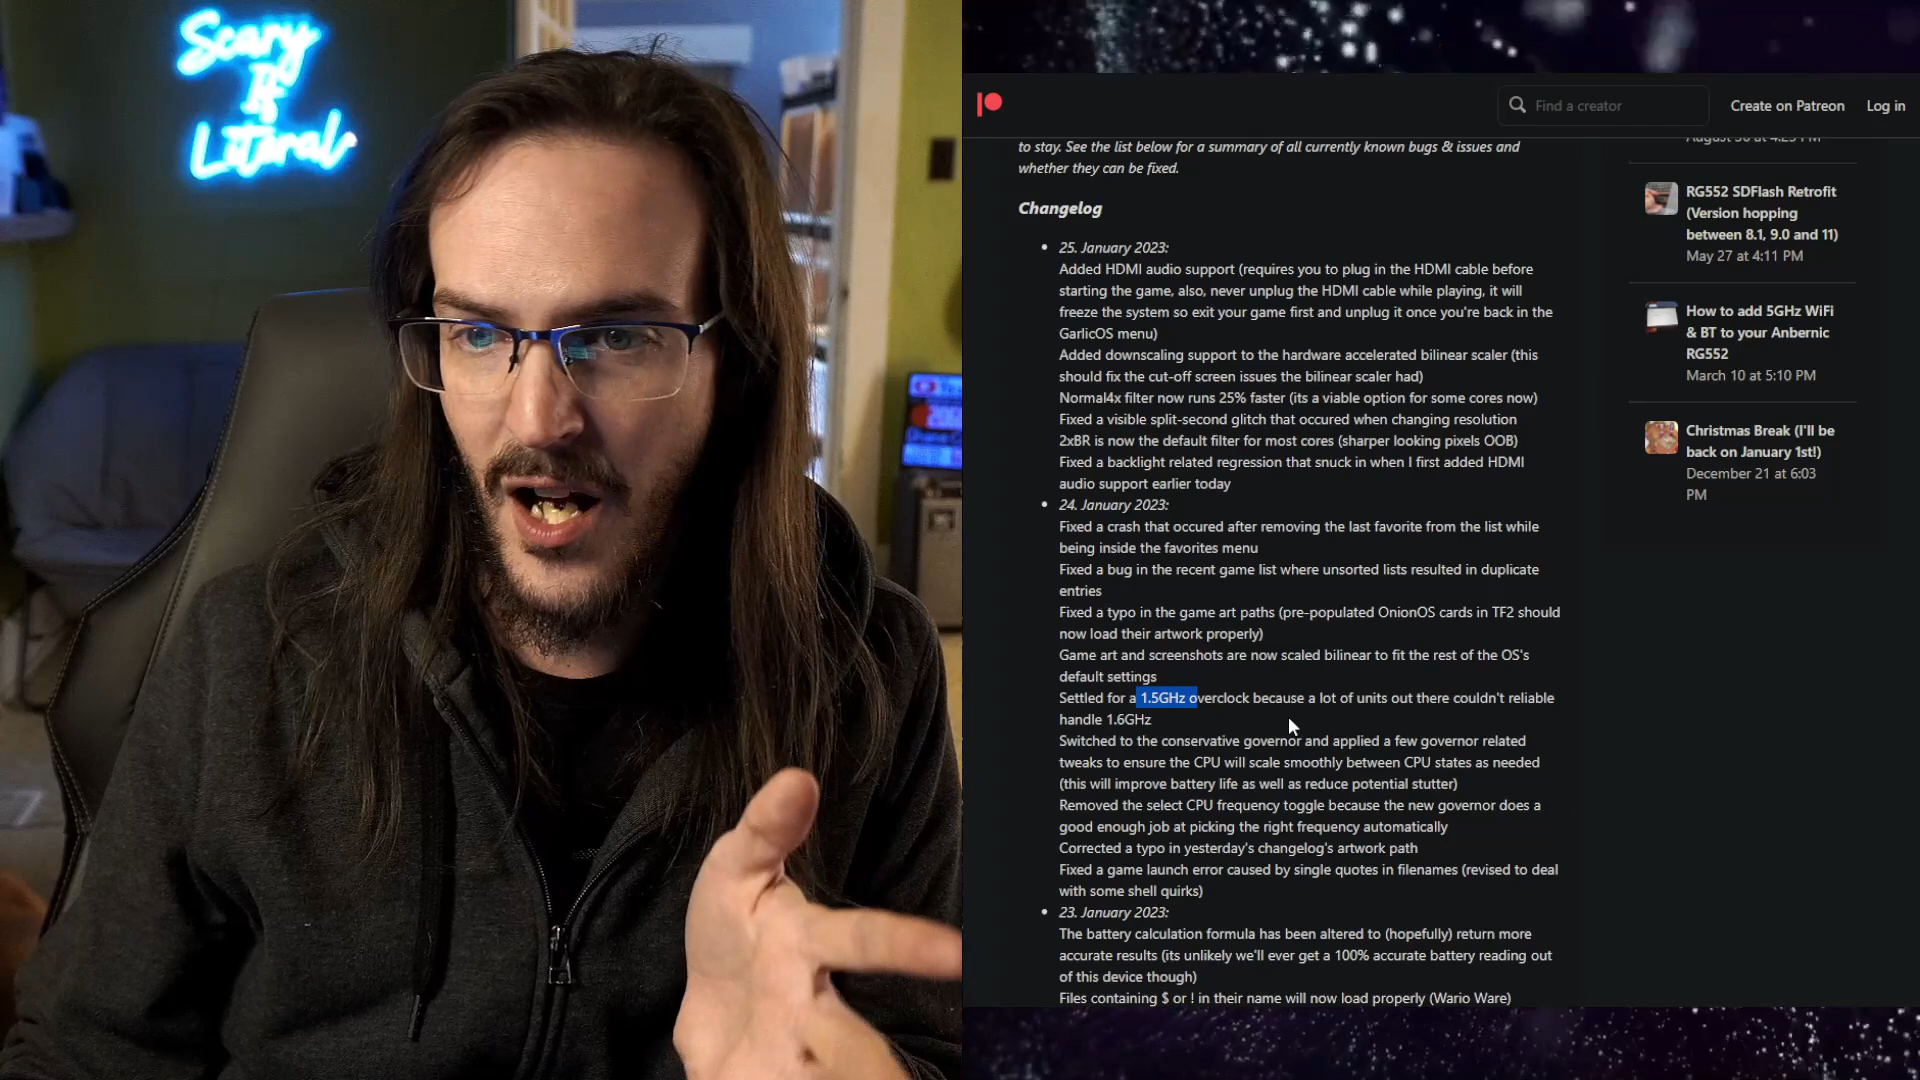 Scary
If
Literal
Find a creator
Create on Patreon
Log in
to stay. See the list below for a summary of all currently known bugs & issues and
whether they can be fixed.
Changelog
25. January 2023:
Added HDMI audio support (requires you to plug in the HDMI cable before
starting the game, also, never unplug the HDMI cable while playing, it will
freeze the system so exit your game first and unplug it once you're back in the
GarlicOS menu)
Added downscaling support to the hardware accelerated bilinear scaler (this
should fix the cut-off screen issues the bilinear scaler had)
Normal4x filter now runs 25% faster (its a viable option for some cores now)
Fixed a visible split-second glitch that occured when changing resolution
2xBR is now the default filter for most cores (sharper looking pixels OOB)
Fixed a backlight related regression that snuck in when I first added HDMI
audio support earlier today
24. January 2023:
Fixed a crash that occured after removing the last favorite from the list while
being inside the favorites menu
Fixed a bug in the recent game list where unsorted lists resulted in duplicate
entries
Fixed a typo in the game art paths (pre-populated OnionOS cards in TF2 should
now load their artwork properly)
Game art and screenshots are now scaled bilinear to fit the rest of the OS's
default settings
Settled for a 1.5GHz overclock because a lot of units out there couldn't reliable
handle 1.6GHz
Switched to the conservative governor and applied a few governor related
tweaks to ensure the CPU will scale smoothly between CPU states as needed
(this will improve battery life as well as reduce potential stutter)
Removed the select CPU frequency toggle because the new governor does a
good enough job at picking the right frequency automatically
Corrected a typo in yesterday's changelog's artwork path
Fixed a game launch error caused by single quotes in filenames (revised to deal
with some shell quirks)
23. January 2023:
The battery calculation formula has been altered to (hopefully) return more
accurate results (its unlikely we'll ever get a 100% accurate battery reading out
of this device though)
Files containing $ or ! in their name will now load properly (Wario Ware)
August 30 at 4:25 PM
RG552 SDFlash Retrofit
(Version hopping
between 8.1, 9.0 and 11)
May 27 at 4:11 PM
How to add 5GHz WiFi
& BT to your Anbernic
RG552
March 10 at 5:10 PM
Christmas Break (I'll be
back on January 1st!)
December 21 at 6:03
PM